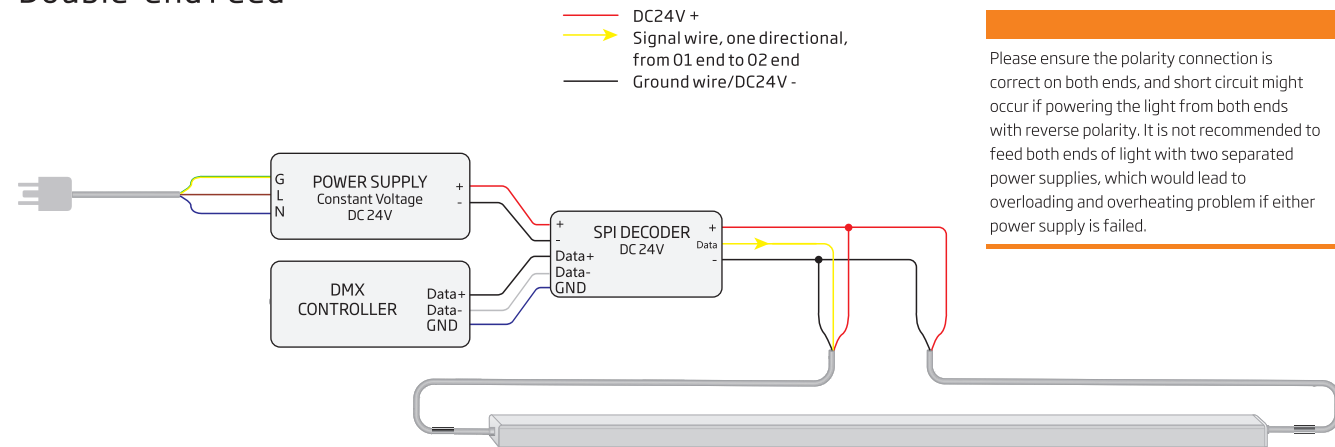 Double-end Feed
DC24V +
Signal wire, one directional,
from 01 end to 02 end
Ground wire/DC24V -
Please ensure the polarity connection is
correct on both ends, and short circuit might
occur if powering the light from both ends
with reverse polarity. It is not recommended to
feed both ends of light with two separated
power supplies, which would lead to
overloading and overheating problem if either
power supply is failed.
G
L
N
POWER SUPPLY
Constant Voltage
DC 24V
+
-
DMX
CONTROLLER
Data+
Data-
GND
+
-
Data+
Data-
GND
SPI DECODER
DC 24V
+
Data
-